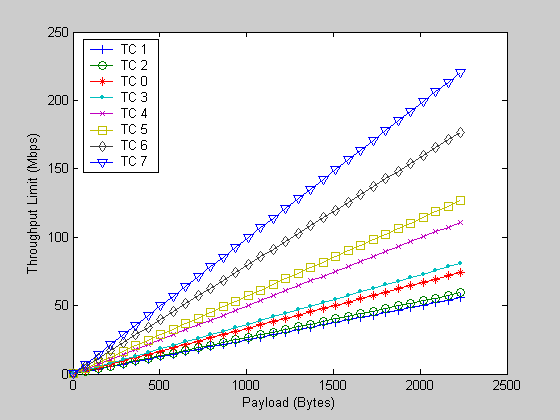 250
200
150
100
50
0
Throughput Limit (Mbps)
TC 1
TC 2
TC 0
TC 3
TC 4
TC 5
TC 6
TC 7
0 500 1000 1500 2000 2500
Payload (Bytes)